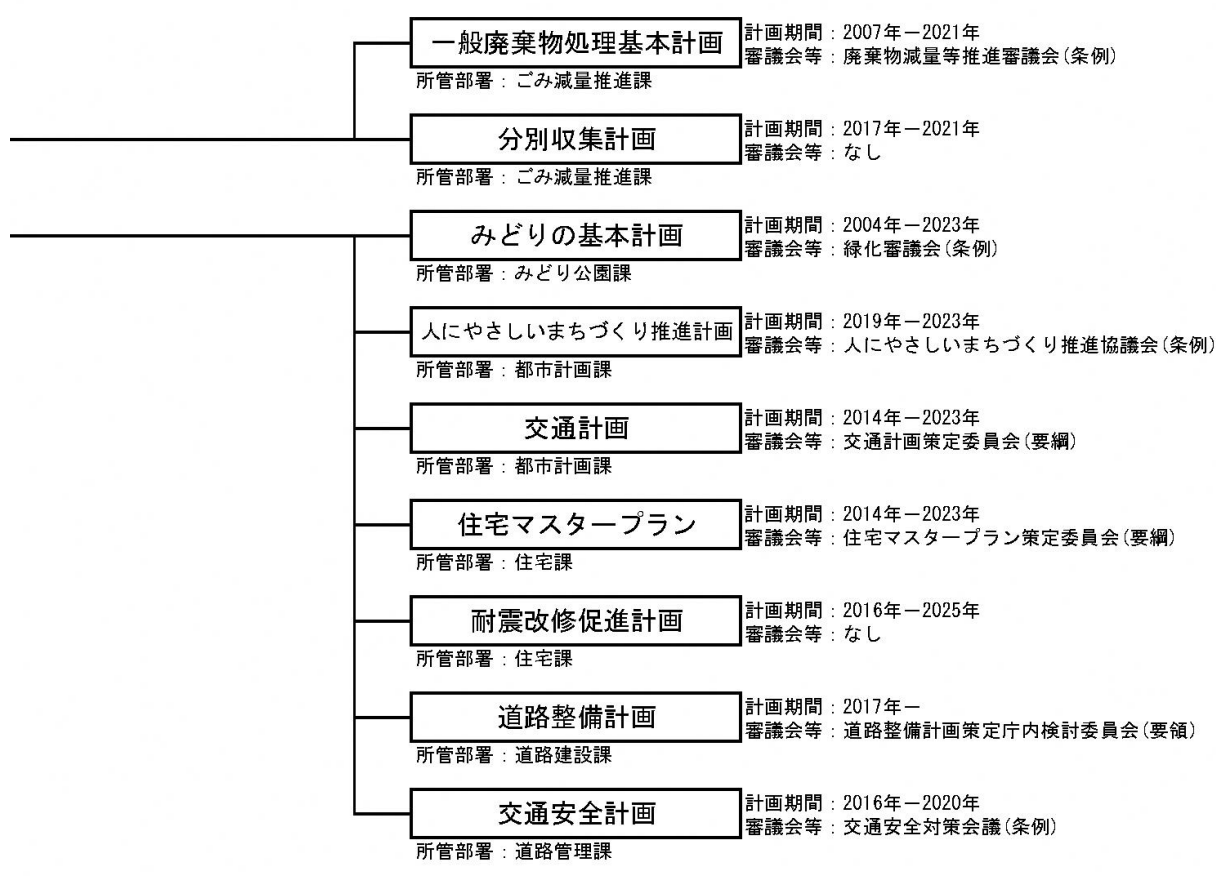 一般廃棄物処理基本計画
計画期間：2007年－2021年
審議会等：廃棄物減量等推進審議会(条例)
所管部署：ごみ減量推進課
分別収集計画
計画期間：2017年－2021年
審議会等：なし
所管部署：ごみ減量推進課
みどりの基本計画
計画期間：2004年－2023年
審議会等：緑化審議会(条例)
所管部署：みどり公園課
人にやさしいまちづくり推進計画
計画期間：2019年－2023年
審議会等：人にやさしいまちづくり推進協議会(条例)
所管部署：都市計画課
交通計画
計画期間：2014年－2023年
審議会等：交通計画策定委員会(要綱)
所管部署：都市計画課
住宅マスタープラン
計画期間：2014年－2023年
審議会等：住宅マスタープラン策定委員会(要綱)
所管部署：住宅課
耐震改修促進計画
計画期間：2016年－2025年
審議会等：なし
所管部署：住宅課
道路整備計画
計画期間：2017年－
審議会等：道路整備計画策定庁内検討委員会(要領)
所管部署：道路建設課
交通安全計画
計画期間：2016年－2020年
審議会等：交通安全対策会議(条例)
所管部署：道路管理課